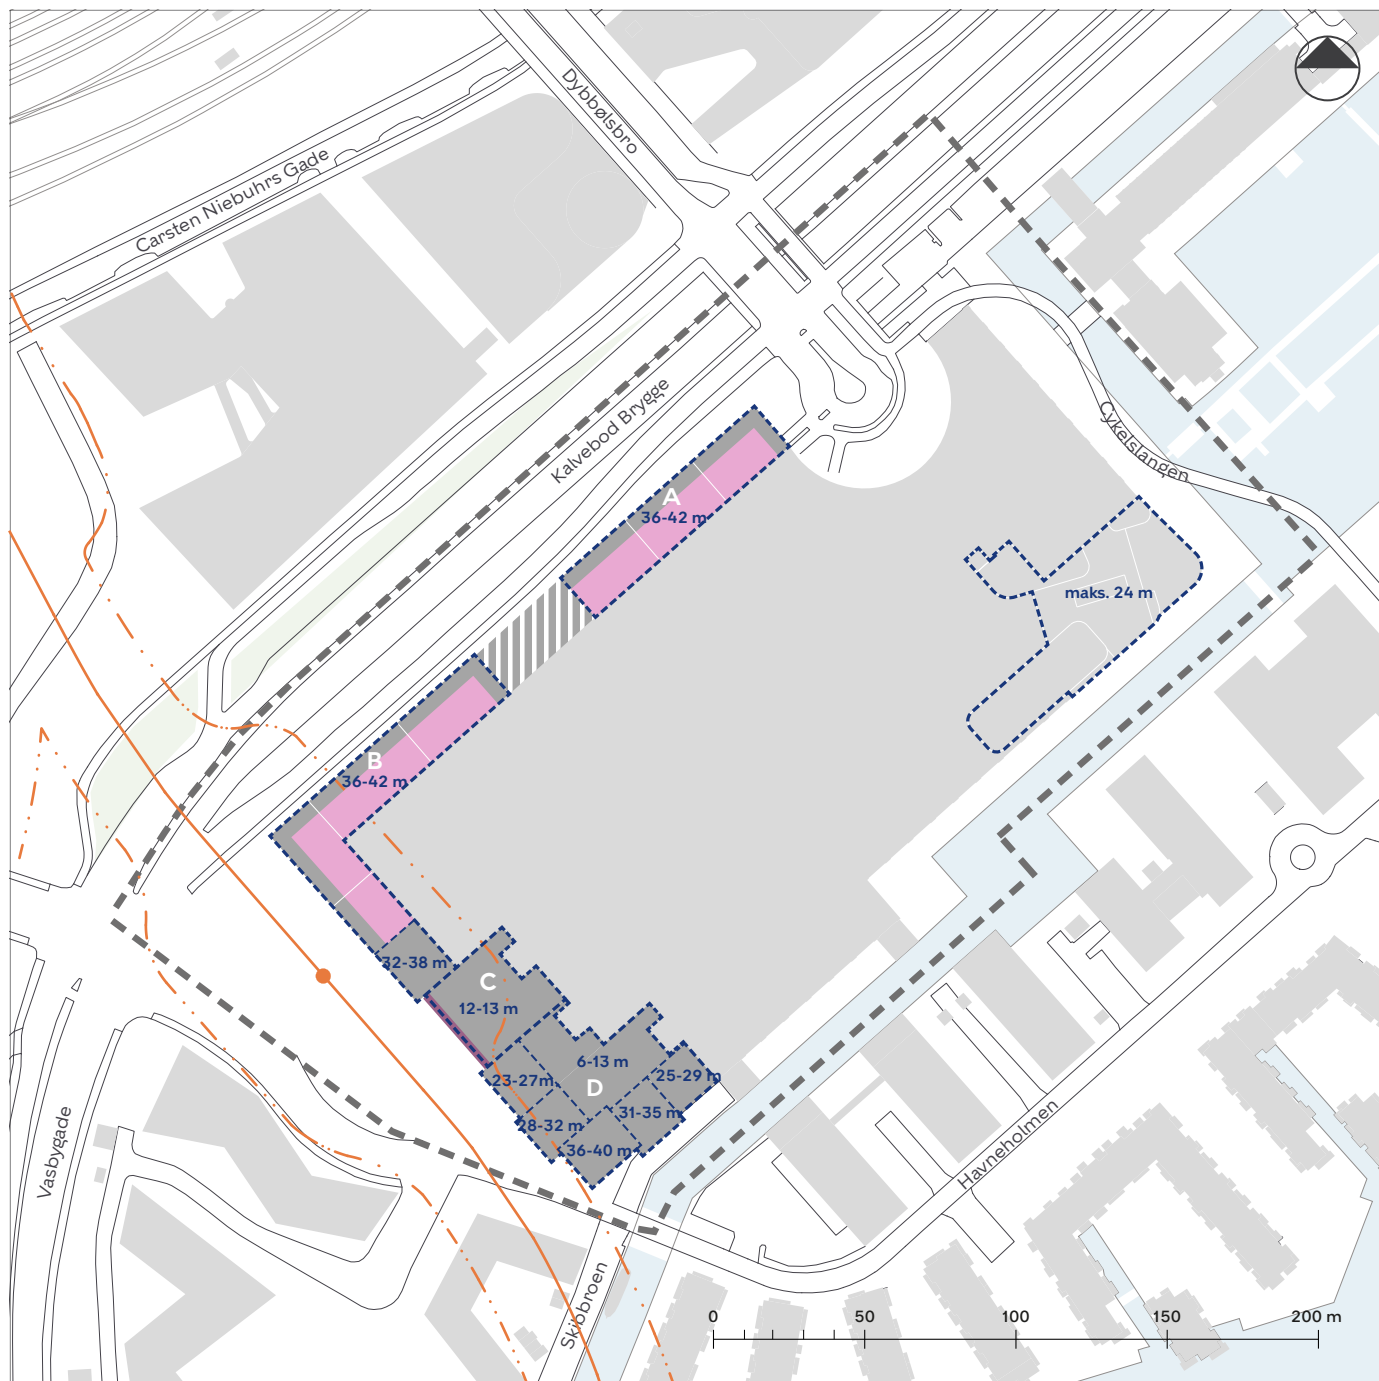 Dybbølsbro
Carsten Niebuhrs Gade
Kalvebod Brygge
Cykelslangen
A
36-42 m
maks. 24 m
B
36-42 m
32-38 m
C
12-13 m
6-13 m
23-27m
D
25-29 m
31-35 m
28-32 m
36-40 m
Vasbygade
Havneholmen
Skibbroen
0 50 100 150 200 m